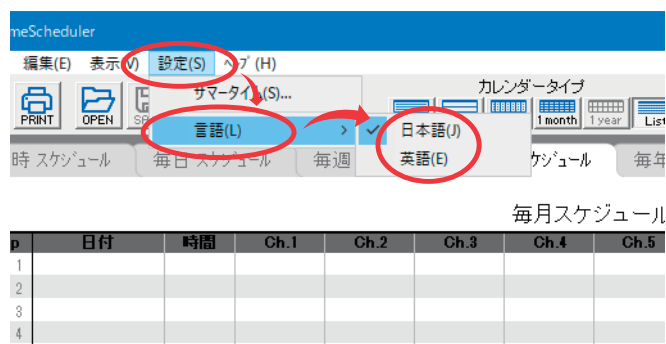 meScheduler
編集(E) 表示(V) 設定(S) ヘルプ(H)
サマータイム(S)...
言語(L)
日本語(J)
英語(E)
カレンダータイプ
PRINT OPEN 1 month 1 year List
時 スケジュール 毎日 スケジュール 毎週 ケジュール 毎年
毎月スケジュール
p 日付 時間 Ch.1 Ch.2 Ch.3 Ch.4 Ch.5
1
2
3
4